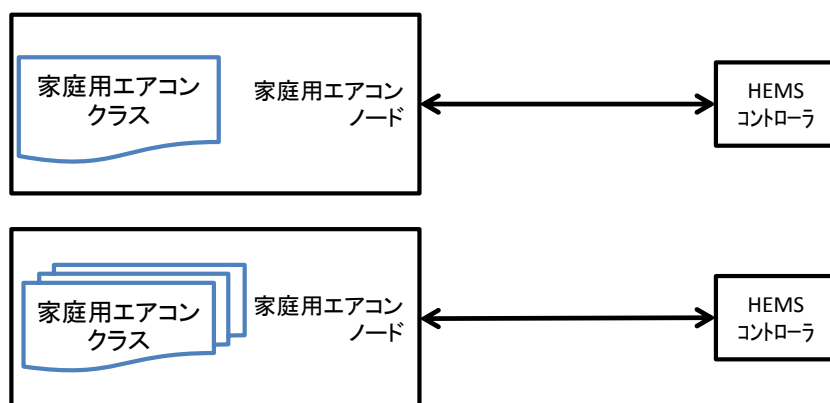 家庭用エアコン
クラス
家庭用エアコン
ノード
HEMS
コントローラ
家庭用エアコン
クラス
家庭用エアコン
ノード
HEMS
コントローラ